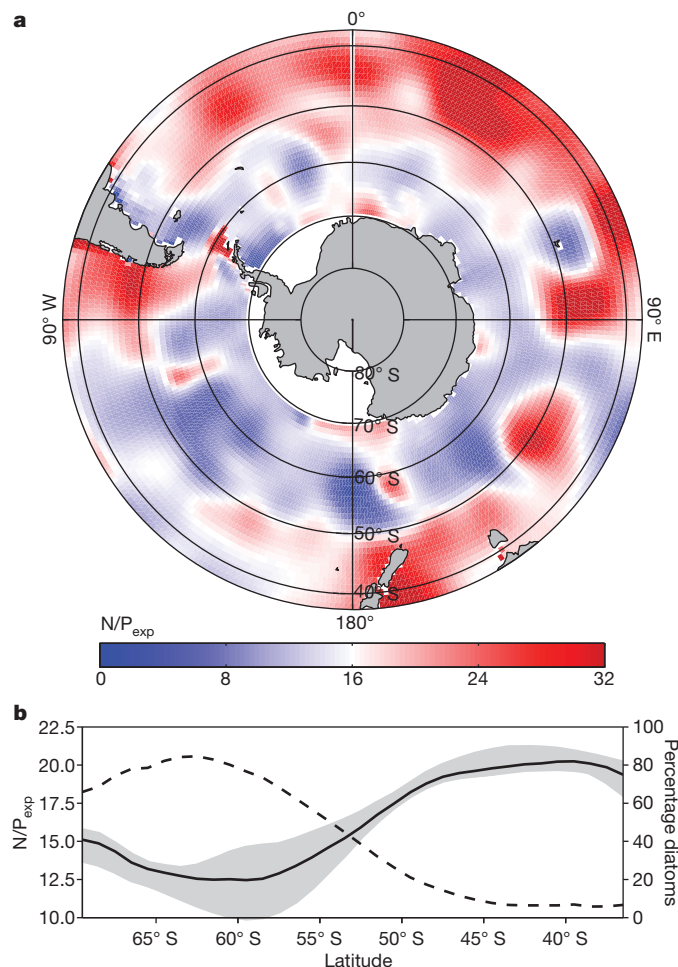 a
0°
90° W
90° E
80° S
70° S
60° S
50° S
40° S
180°
N/Pexp
0 8 16 24 32
b
22.5 100
20.0 80
17.5 60
15.0 40
12.5 20
10.0 0
N/Pexp
Percentage diatoms
65° S 60° S 55° S 50° S 45° S 40° S
Latitude